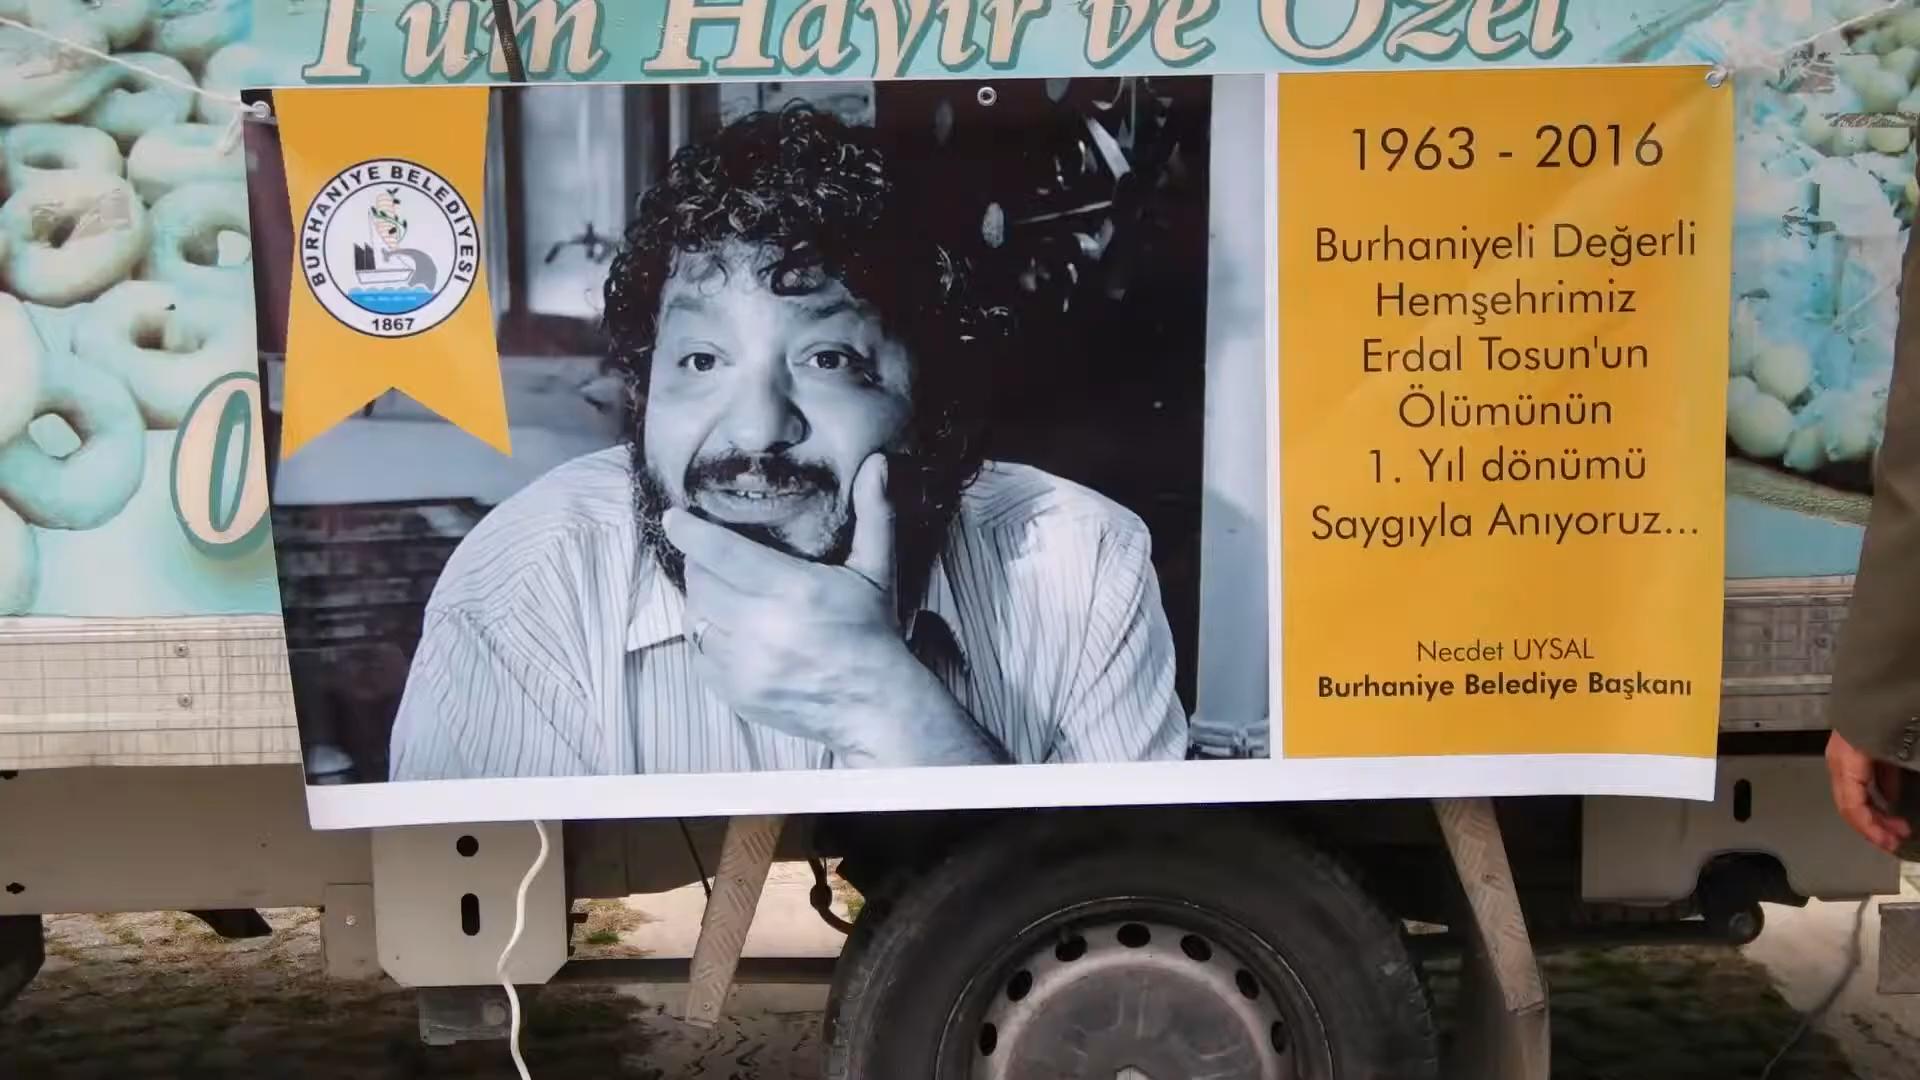 Tüm Hayır ve Özel
BURHANİYE BELEDİYESİ
1867
1963 - 2016
Burhaniyeli Değerli
Hemşehrimiz
Erdal Tosun'un
Ölümünün
1. Yıl dönümü
Saygıyla Anıyoruz...
Necdet UYSAL
Burhaniye Belediye Başkanı